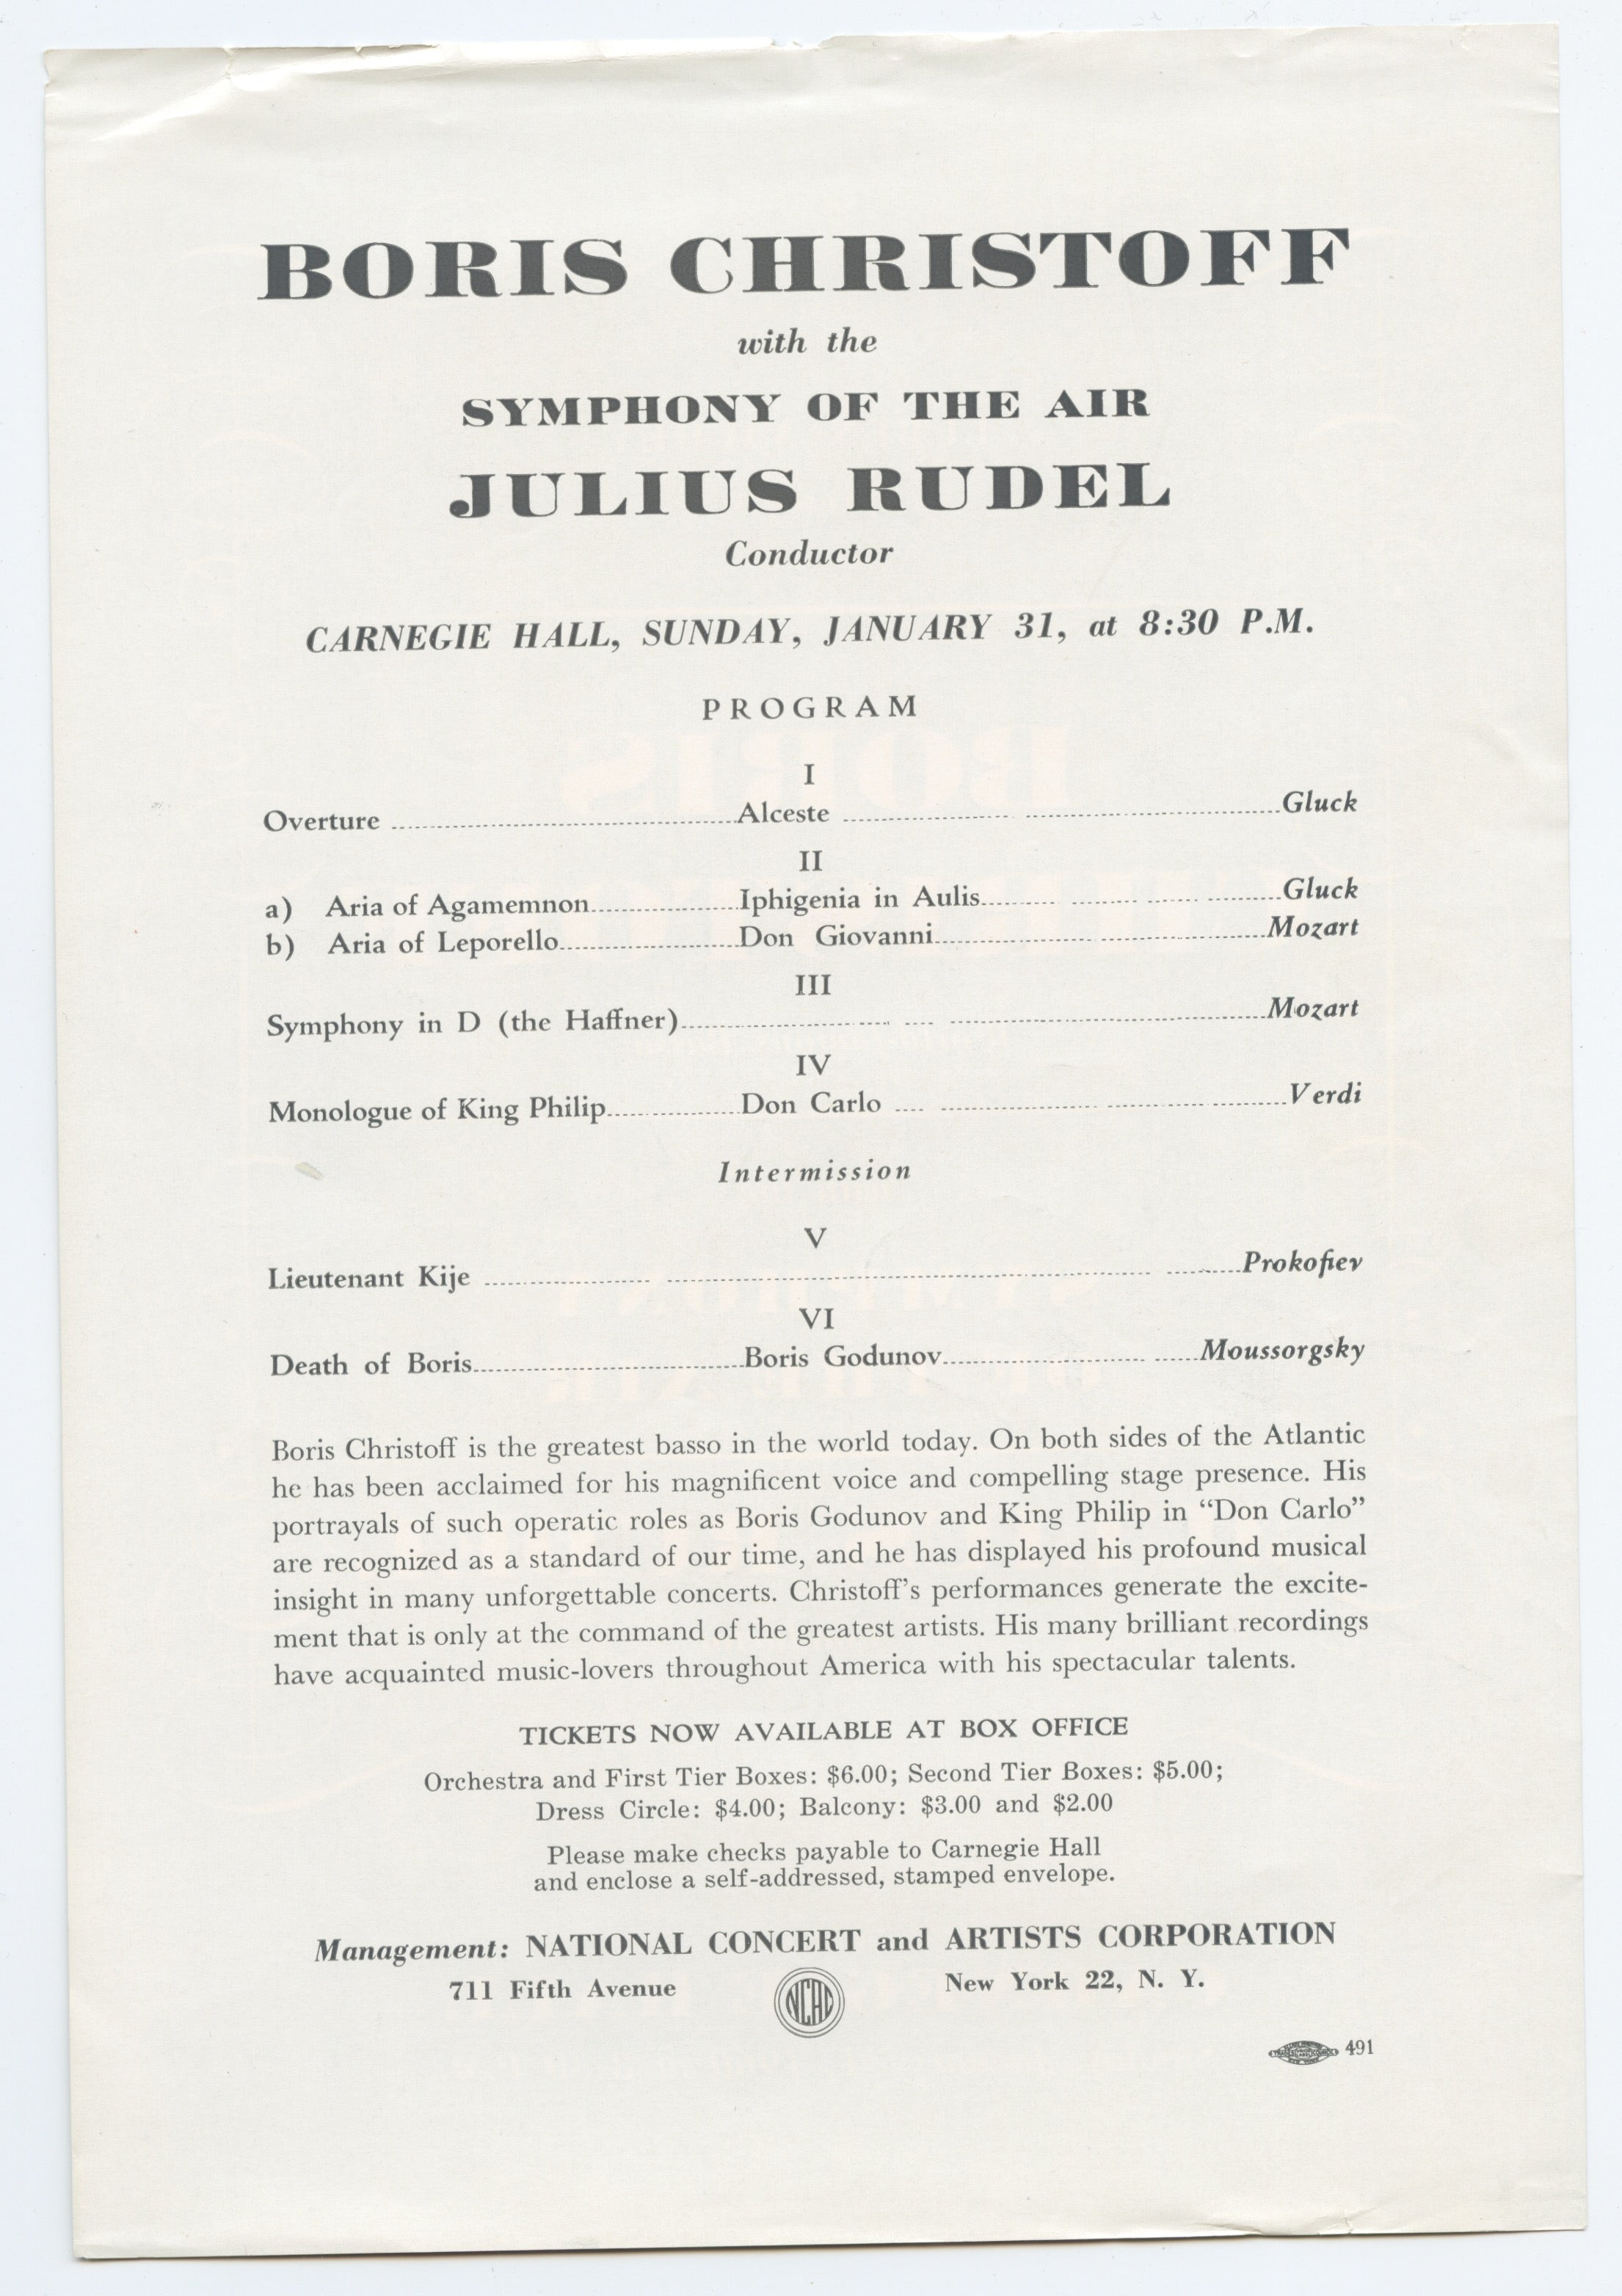 BORIS CHRISTOFF
with the
SYMPHONY OF THE AIR
JULIUS RUDEL
Conductor
CARNEGIE HALL, SUNDAY, JANUARY 31, at 8:30 P.M.
PROGRAM
I
Overture Alceste Gluck
II
a) Aria of Agamemnon Iphigenia in Aulis Gluck
b) Aria of Leporello Don Giovanni Mozart
III
Symphony in D (the Haffner) Mozart
IV
Monologue of King Philip Don Carlo Verdi
Intermission
V
Lieutenant Kije Prokofiev
VI
Death of Boris Boris Godunov Moussorgsky
Boris Christoff is the greatest basso in the world today. On both sides of the Atlantic
he has been acclaimed for his magnificent voice and compelling stage presence. His
portrayals of such operatic roles as Boris Godunov and King Philip in “Don Carlo”
are recognized as a standard of our time, and he has displayed his profound musical
insight in many unforgettable concerts. Christoff’s performances generate the excite-
ment that is only at the command of the greatest artists. His many brilliant recordings
have acquainted music-lovers throughout America with his spectacular talents.
TICKETS NOW AVAILABLE AT BOX OFFICE
Orchestra and First Tier Boxes: $6.00; Second Tier Boxes: $5.00;
Dress Circle: $4.00; Balcony: $3.00 and $2.00
Please make checks payable to Carnegie Hall
and enclose a self-addressed, stamped envelope.
Management: NATIONAL CONCERT and ARTISTS CORPORATION
711 Fifth Avenue NCAC New York 22, N. Y.
491